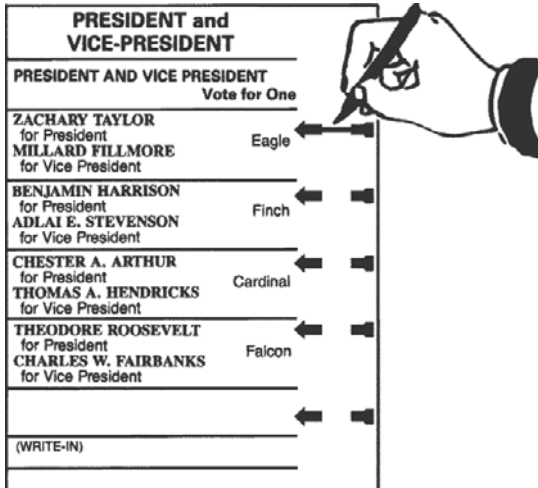 PRESIDENT and
VICE-PRESIDENT
PRESIDENT AND VICE PRESIDENT
Vote for One
ZACHARY TAYLOR
for President
MILLARD FILLMORE
for Vice President
Eagle
BENJAMIN HARRISON
for President
ADLAI E. STEVENSON
for Vice President
Finch
CHESTER A. ARTHUR
for President
THOMAS A. HENDRICKS
for Vice President
Cardinal
THEODORE ROOSEVELT
for President
CHARLES W. FAIRBANKS
for Vice President
Falcon
(WRITE-IN)